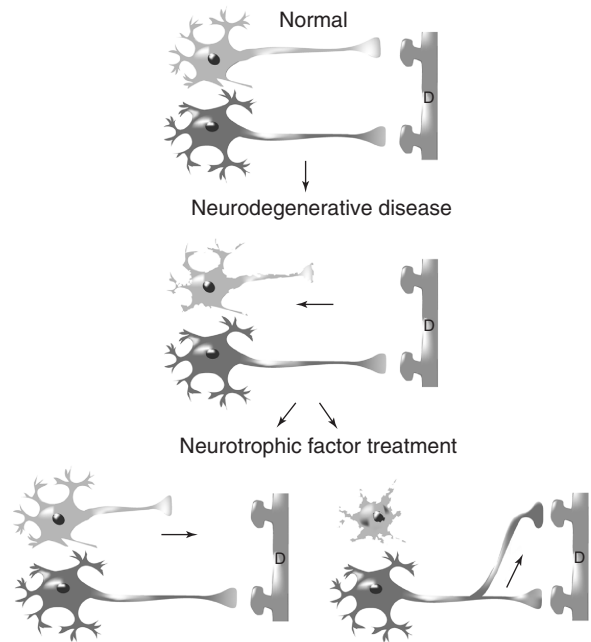 Normal
D
Neurodegenerative disease
D
Neurotrophic factor treatment
D
D